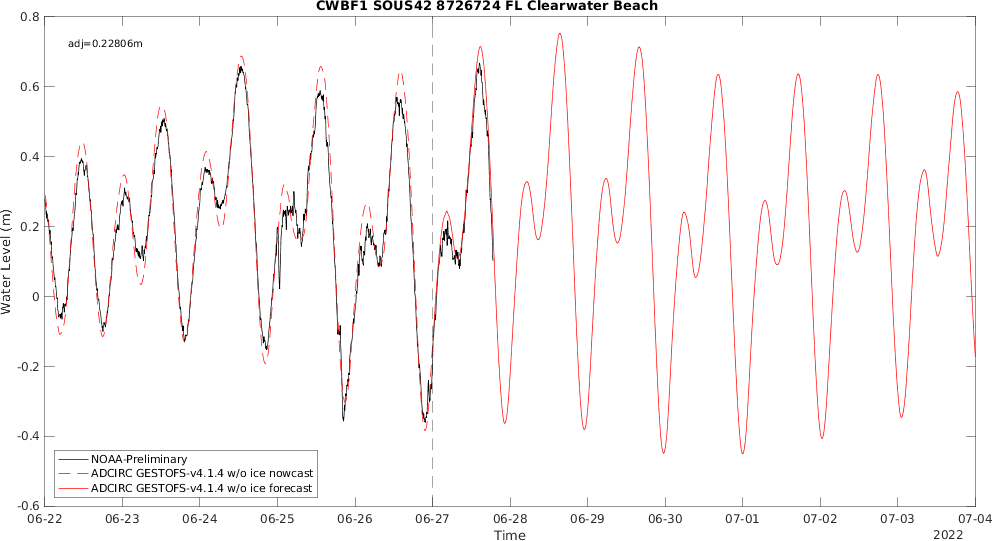 CWBF1 SOUS42 8726724 FL Clearwater Beach
adj=0.22806m
0.8
0.6
0.4
0.2
0
-0.2
-0.4
-0.6
Water Level (m)
NOAA-Preliminary
ADCIRC GESTOFS-v4.1.4 w/o ice nowcast
ADCIRC GESTOFS-v4.1.4 w/o ice forecast
06-22 06-23 06-24 06-25 06-26 06-27 06-28 06-29 06-30 07-01 07-02 07-03 07-04
Time
2022